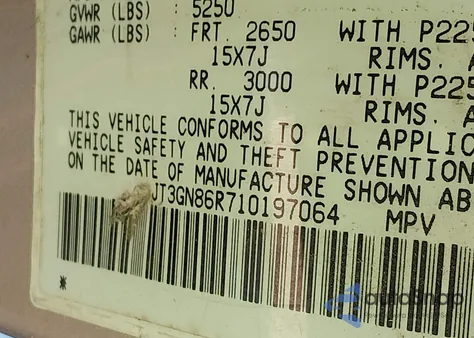 GVWR (LBS) : 5250
GAWR (LBS) : FRT. 2650 WITH P225
15X7J RIMS. A
RR. 3000 WITH P225
15X7J RIMS.
THIS VEHICLE CONFORMS TO ALL APPLIC
VEHICLE SAFETY AND THEFT PREVENTION
ON THE DATE OF MANUFACTURE SHOWN AB
JT3GN86R710197064 MPV
*
autoSnap